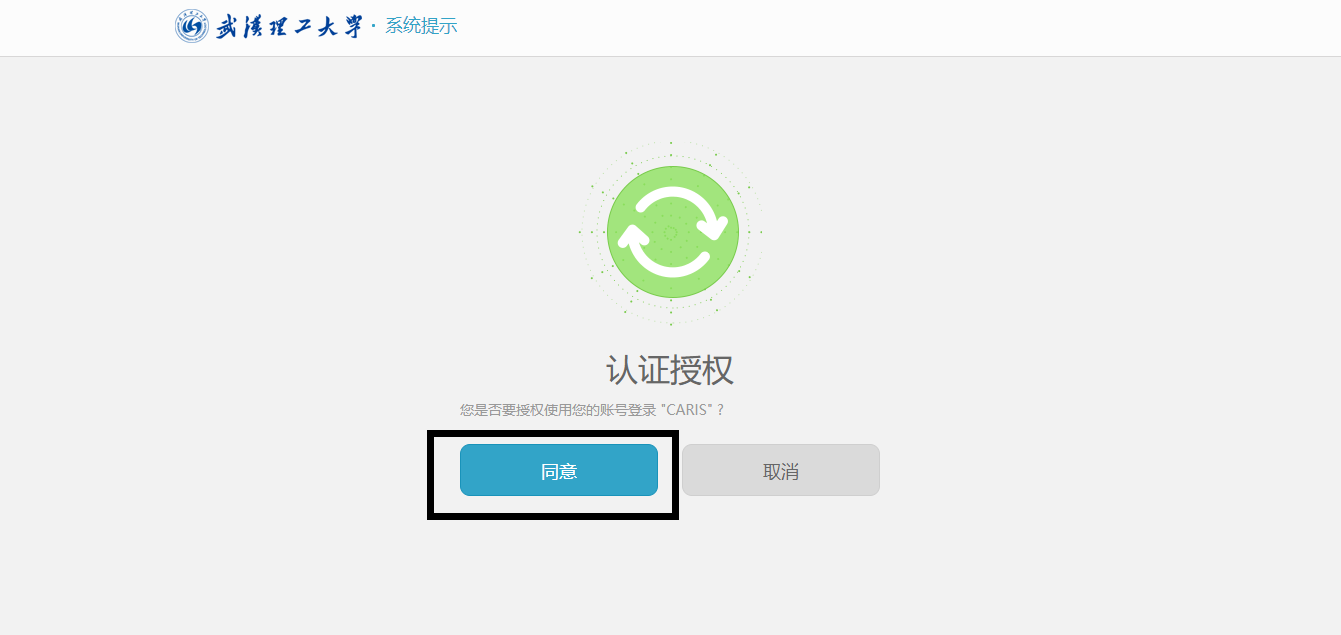 武漢理工大學 · 系统提示
认证授权
您是否要授权使用您的账号登录 "CARIS" ?
同意
取消